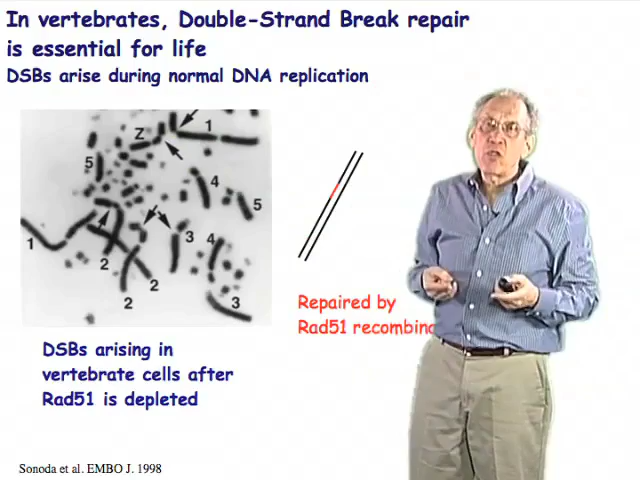 In vertebrates, Double-Strand Break repair
is essential for life
DSBs arise during normal DNA replication
Z
1
5
4
5
1
2
3
4
2
2
3
Repaired by
Rad51
DSBs arising in
vertebrate cells after
Rad51 is depleted
Sonoda et al. EMBO J. 1998